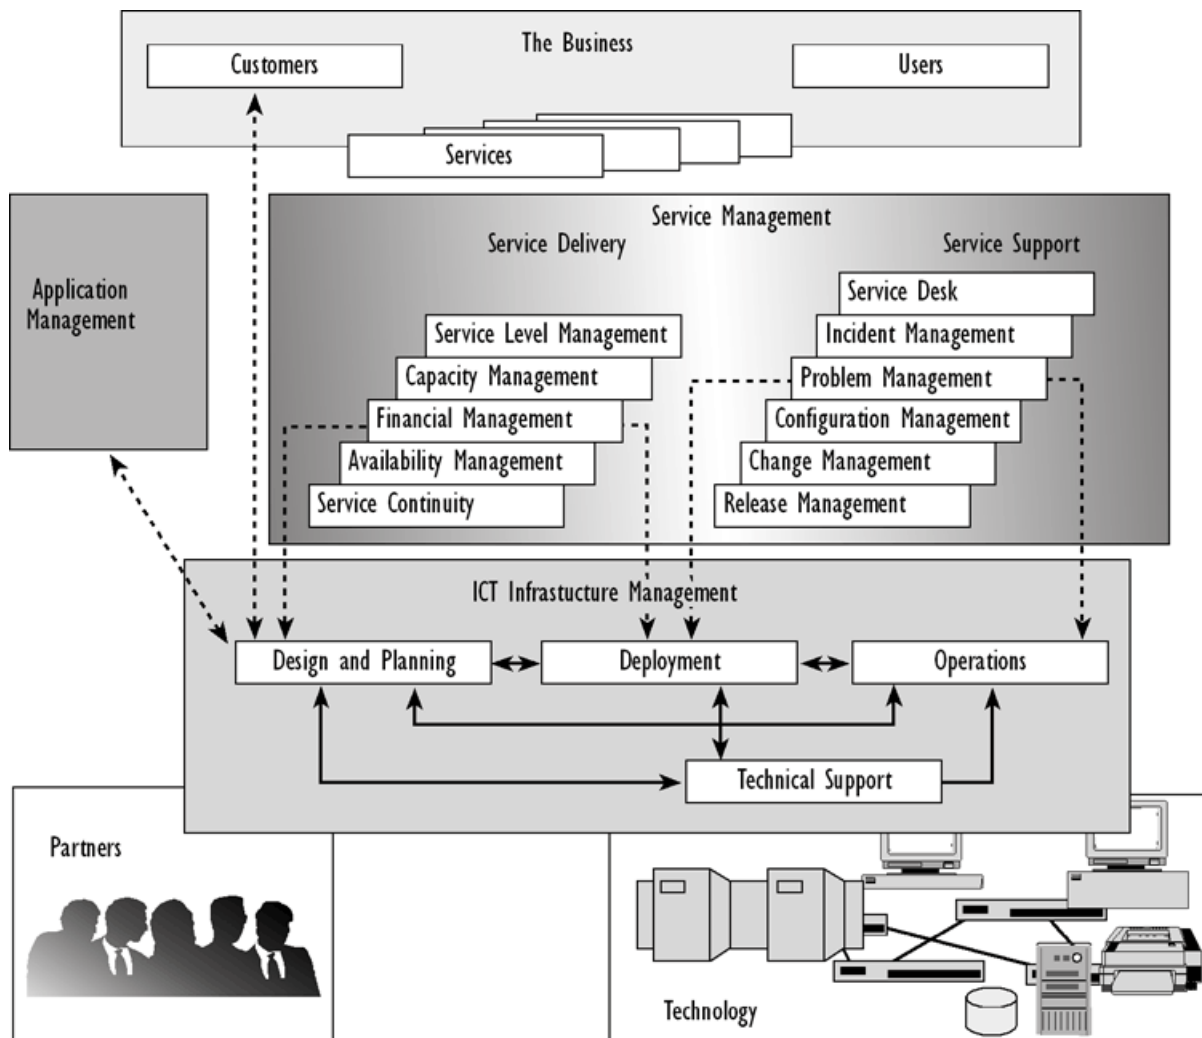 The Business
Customers
Users
Services
Application
Management
Service Management
Service Delivery
Service Support
Service Desk
Service Level Management
Incident Management
Capacity Management
Problem Management
Financial Management
Configuration Management
Availability Management
Change Management
Service Continuity
Release Management
ICT Infrastucture Management
Design and Planning
Deployment
Operations
Technical Support
Partners
Technology